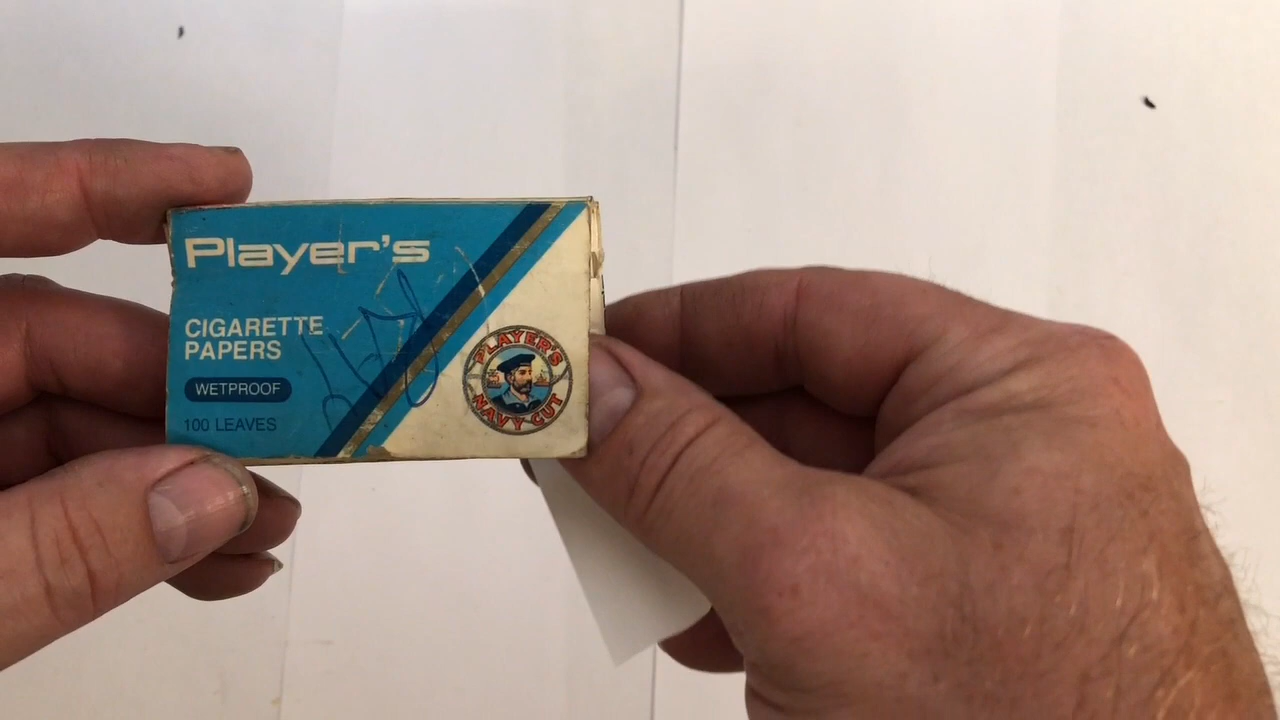 Player's
CIGARETTE
PAPERS
WETPROOF
100 LEAVES
PLAYER'S
NAVY CUT